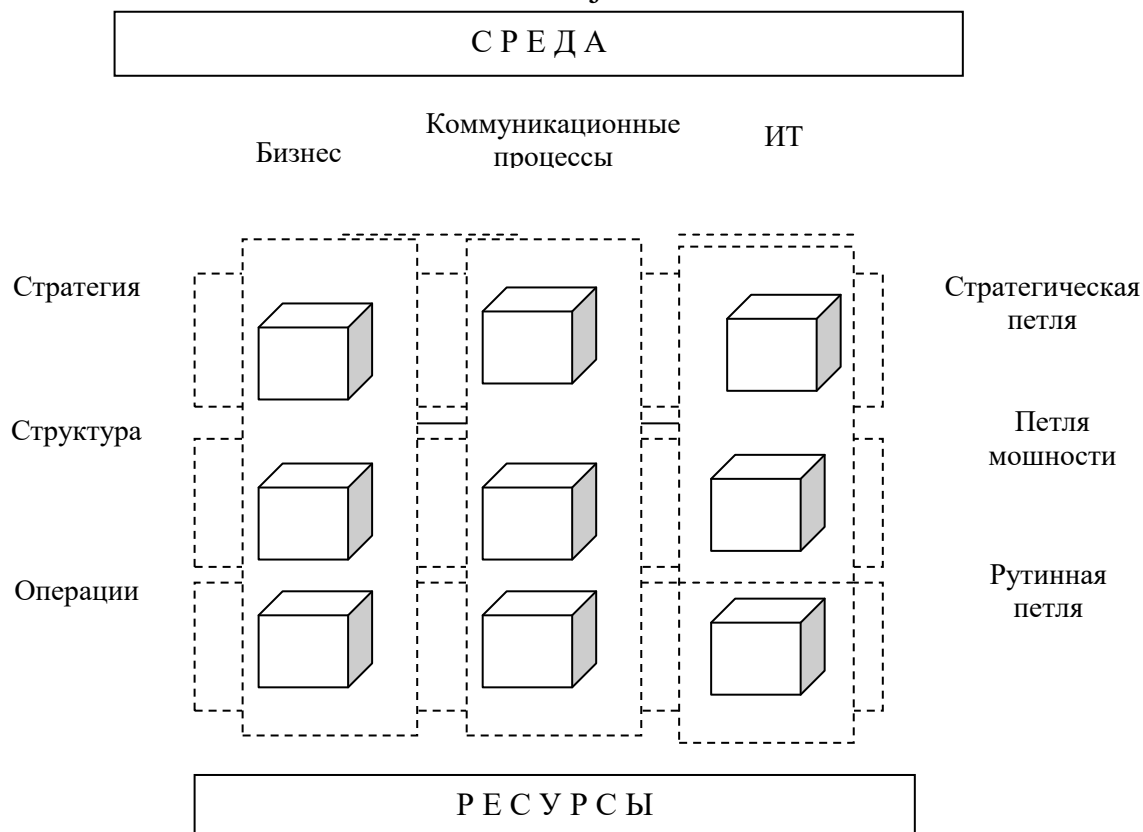 С Р Е Д А
Бизнес
Коммуникационные
процессы
ИТ
Стратегия
Стратегическая
петля
Структура
Петля
мошности
Операции
Рутинная
петля
Р Е С У Р С Ы